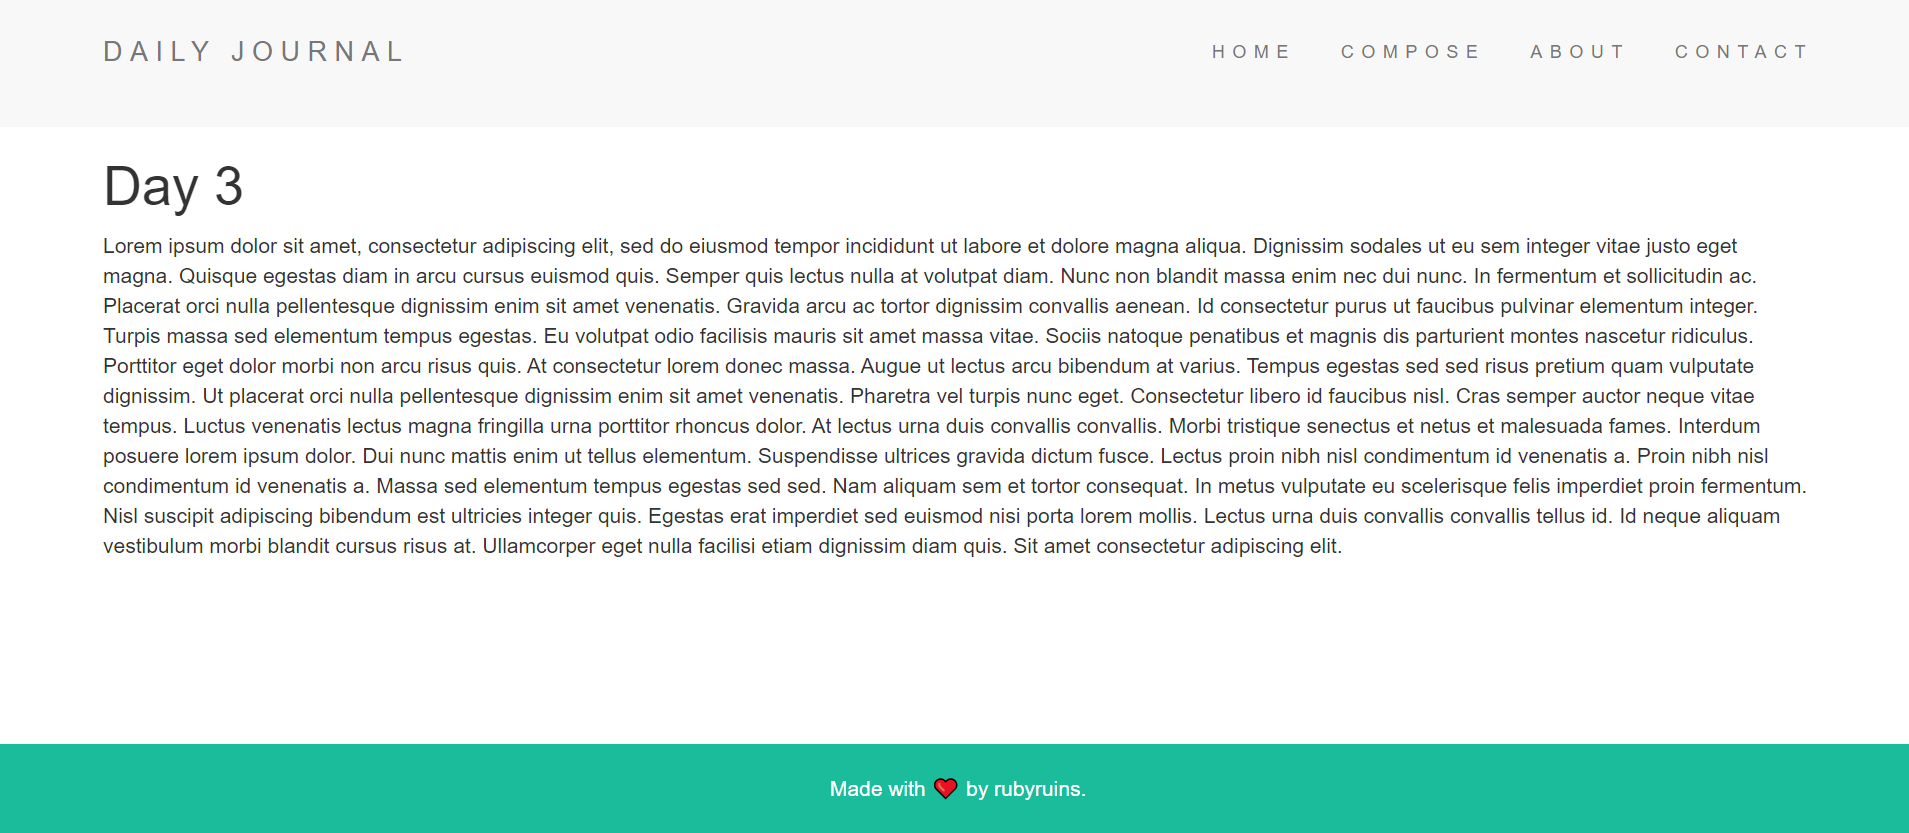 DAILY JOURNAL
HOME COMPOSE ABOUT CONTACT
Day 3
Lorem ipsum dolor sit amet, consectetur adipiscing elit, sed do eiusmod tempor incididunt ut labore et dolore magna aliqua. Dignissim sodales ut eu sem integer vitae justo eget
magna. Quisque egestas diam in arcu cursus euismod quis. Semper quis lectus nulla at volutpat diam. Nunc non blandit massa enim nec dui nunc. In fermentum et sollicitudin ac.
Placerat orci nulla pellentesque dignissim enim sit amet venenatis. Gravida arcu ac tortor dignissim convallis aenean. Id consectetur purus ut faucibus pulvinar elementum integer.
Turpis massa sed elementum tempus egestas. Eu volutpat odio facilisis mauris sit amet massa vitae. Sociis natoque penatibus et magnis dis parturient montes nascetur ridiculus.
Porttitor eget dolor morbi non arcu risus quis. At consectetur lorem donec massa. Augue ut lectus arcu bibendum at varius. Tempus egestas sed sed risus pretium quam vulputate
dignissim. Ut placerat orci nulla pellentesque dignissim enim sit amet venenatis. Pharetra vel turpis nunc eget. Consectetur libero id faucibus nisl. Cras semper auctor neque vitae
tempus. Luctus venenatis lectus magna fringilla urna porttitor rhoncus dolor. At lectus urna duis convallis convallis. Morbi tristique senectus et netus et malesuada fames. Interdum
posuere lorem ipsum dolor. Dui nunc mattis enim ut tellus elementum. Suspendisse ultrices gravida dictum fusce. Lectus proin nibh nisl condimentum id venenatis a. Proin nibh nisl
condimentum id venenatis a. Massa sed elementum tempus egestas sed sed. Nam aliquam sem et tortor consequat. In metus vulputate eu scelerisque felis imperdiet proin fermentum.
Nisl suscipit adipiscing bibendum est ultricies integer quis. Egestas erat imperdiet sed euismod nisi porta lorem mollis. Lectus urna duis convallis convallis tellus id. Id neque aliquam
vestibulum morbi blandit cursus risus at. Ullamcorper eget nulla facilisi etiam dignissim diam quis. Sit amet consectetur adipiscing elit.
Made with ❤️ by rubyruins.